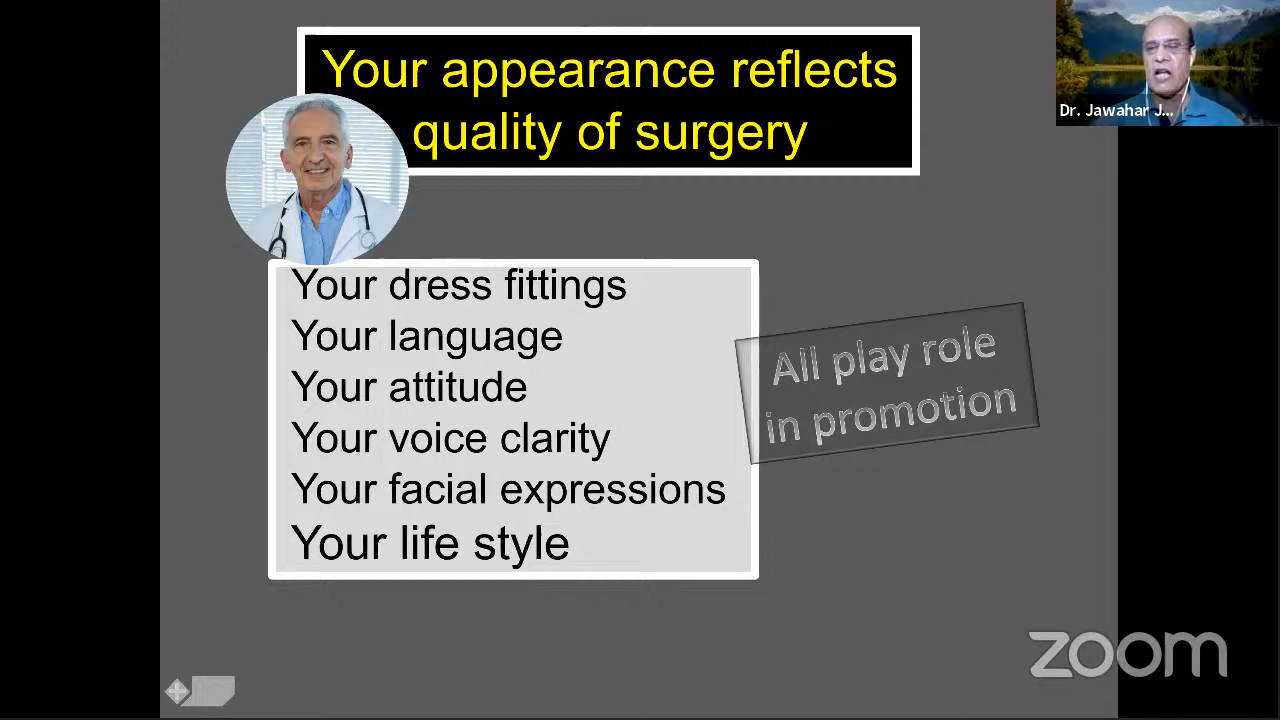 Your appearance reflects
quality of surgery
Dr. Jawahar J...
Your dress fittings
Your language
Your attitude
Your voice clarity
Your facial expressions
Your life style
All play role
in promotion
zoom